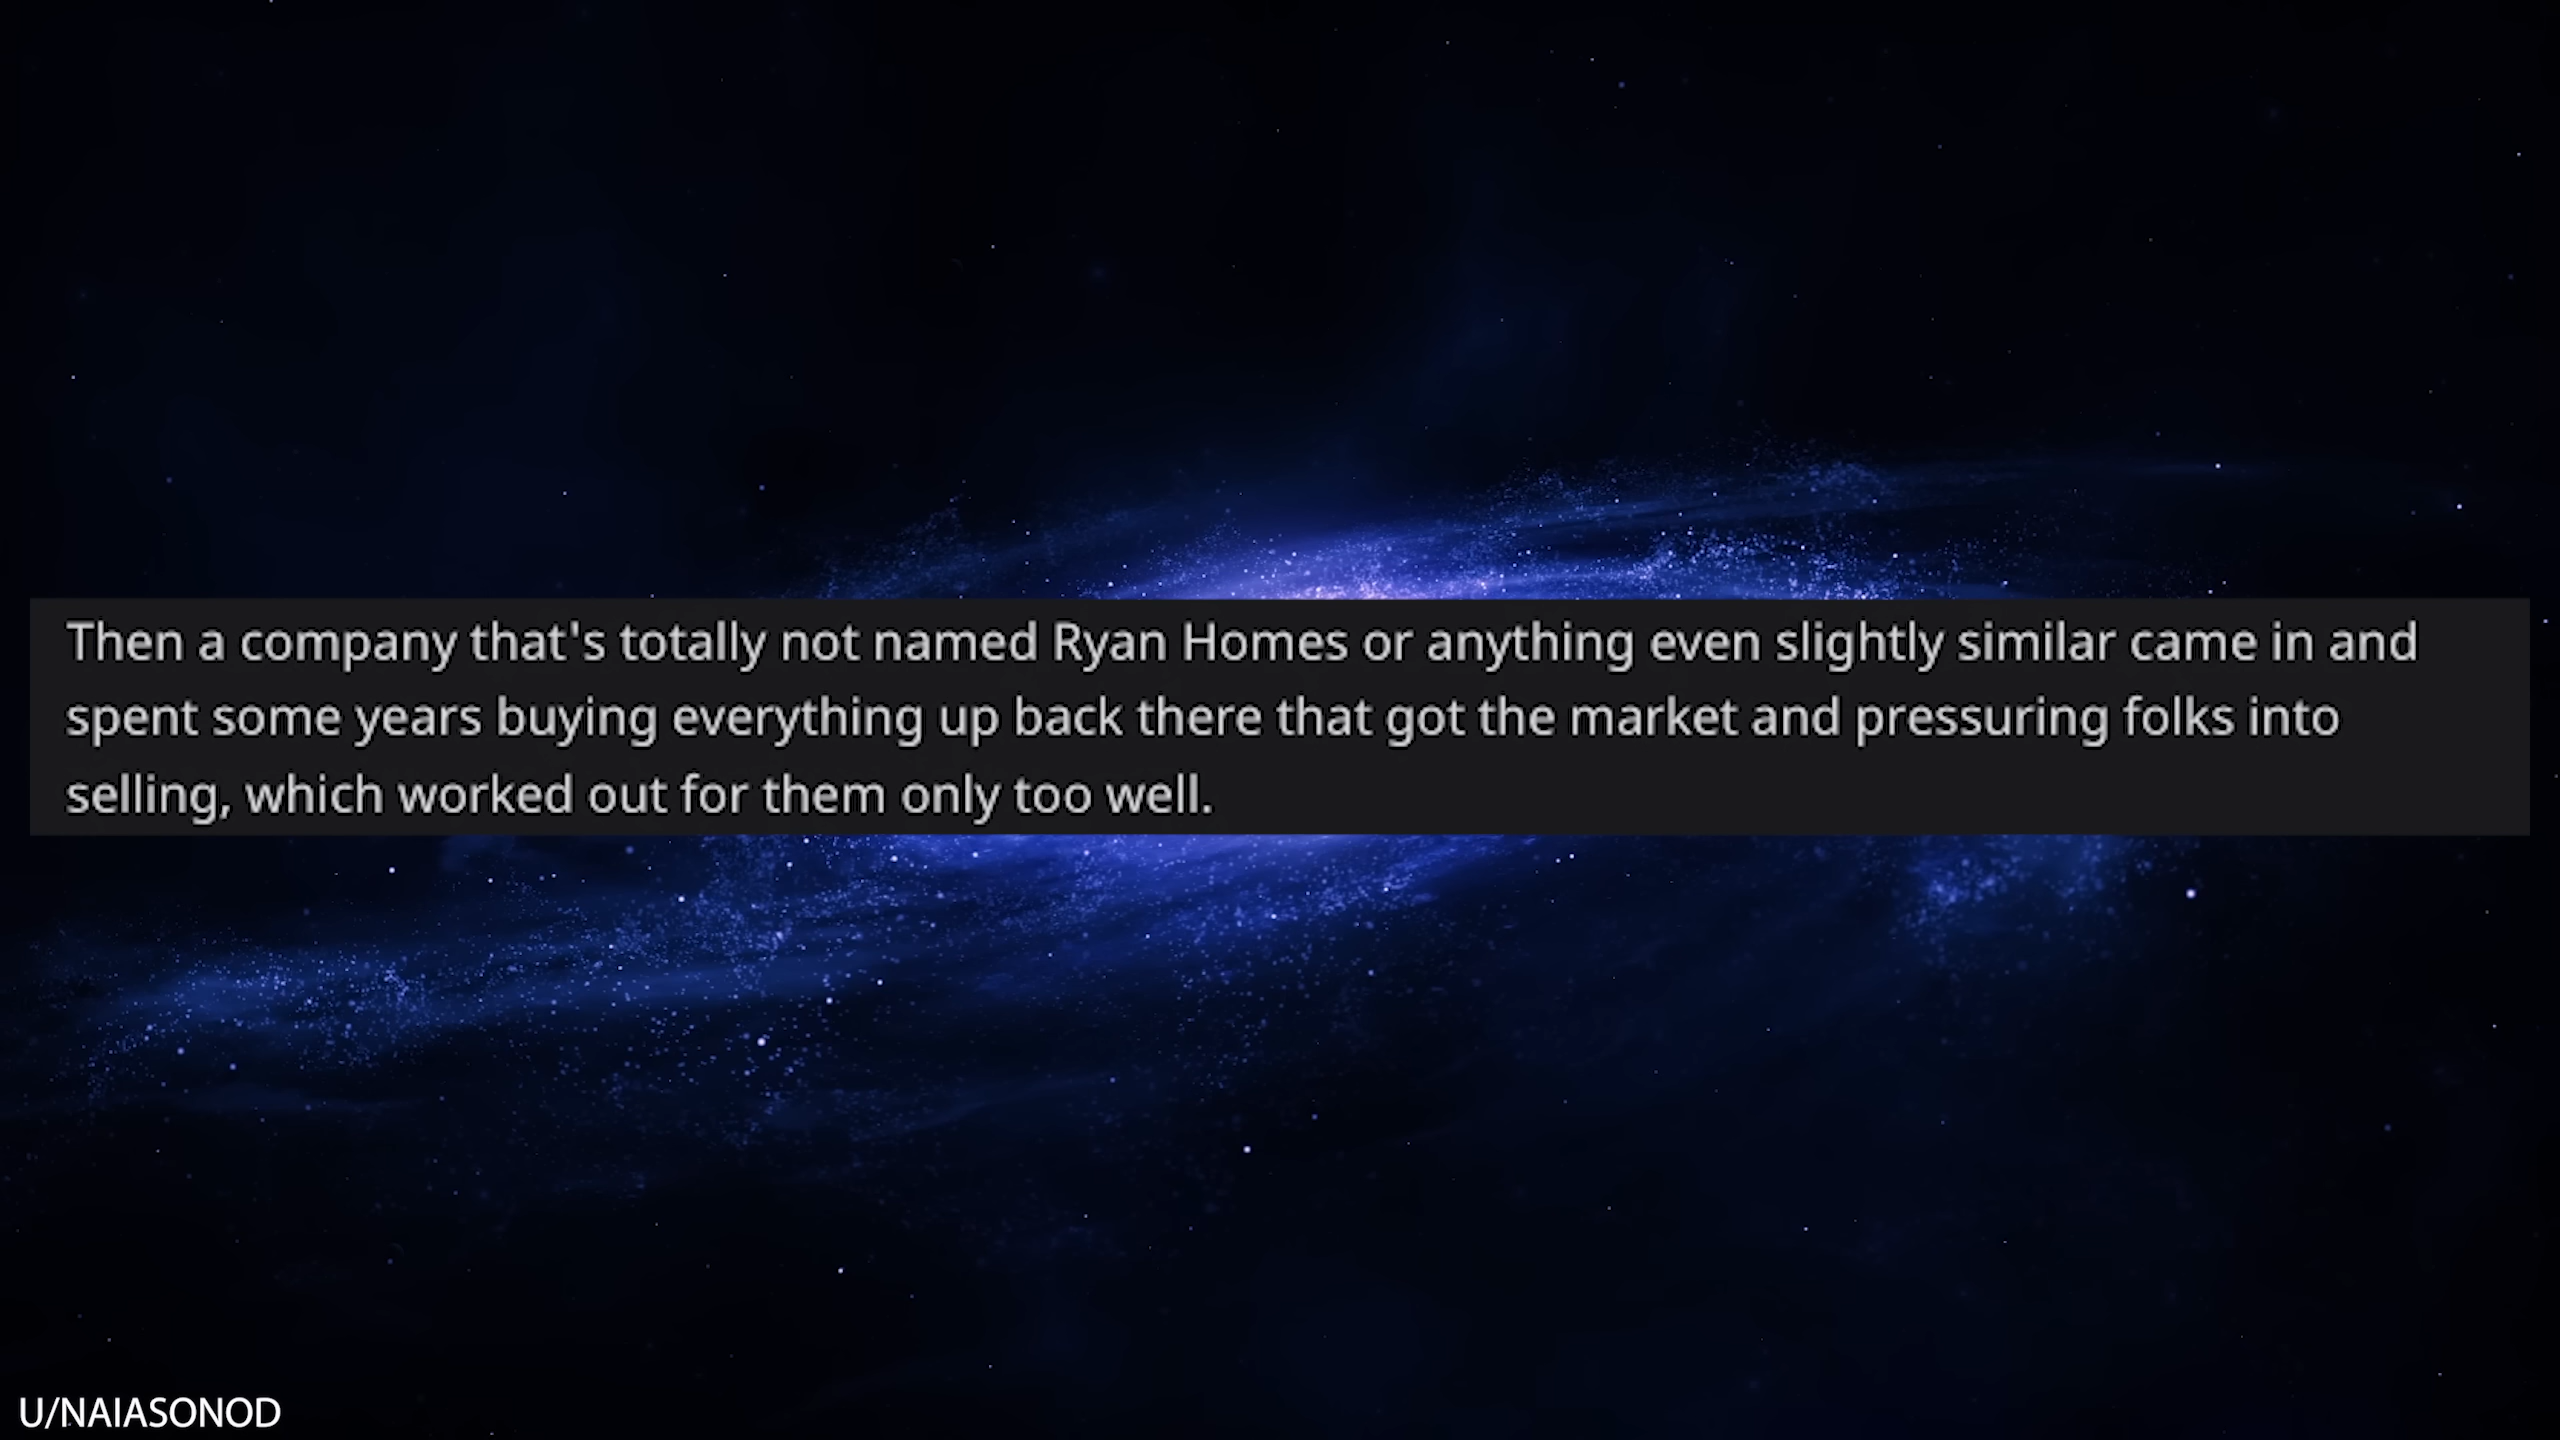 Then a company that's totally not named Ryan Homes or anything even slightly similar came in and
spent some years buying everything up back there that got the market and pressuring folks into
selling, which worked out for them only too well.
U/NAIASONOD